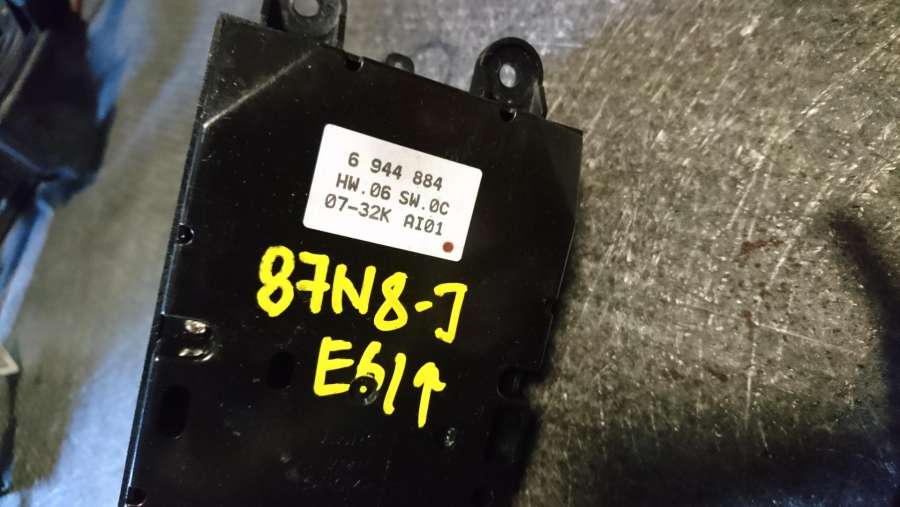 6 944 884
HW.06 SW.0C
07-32K AI01
87N8-J
E61↑